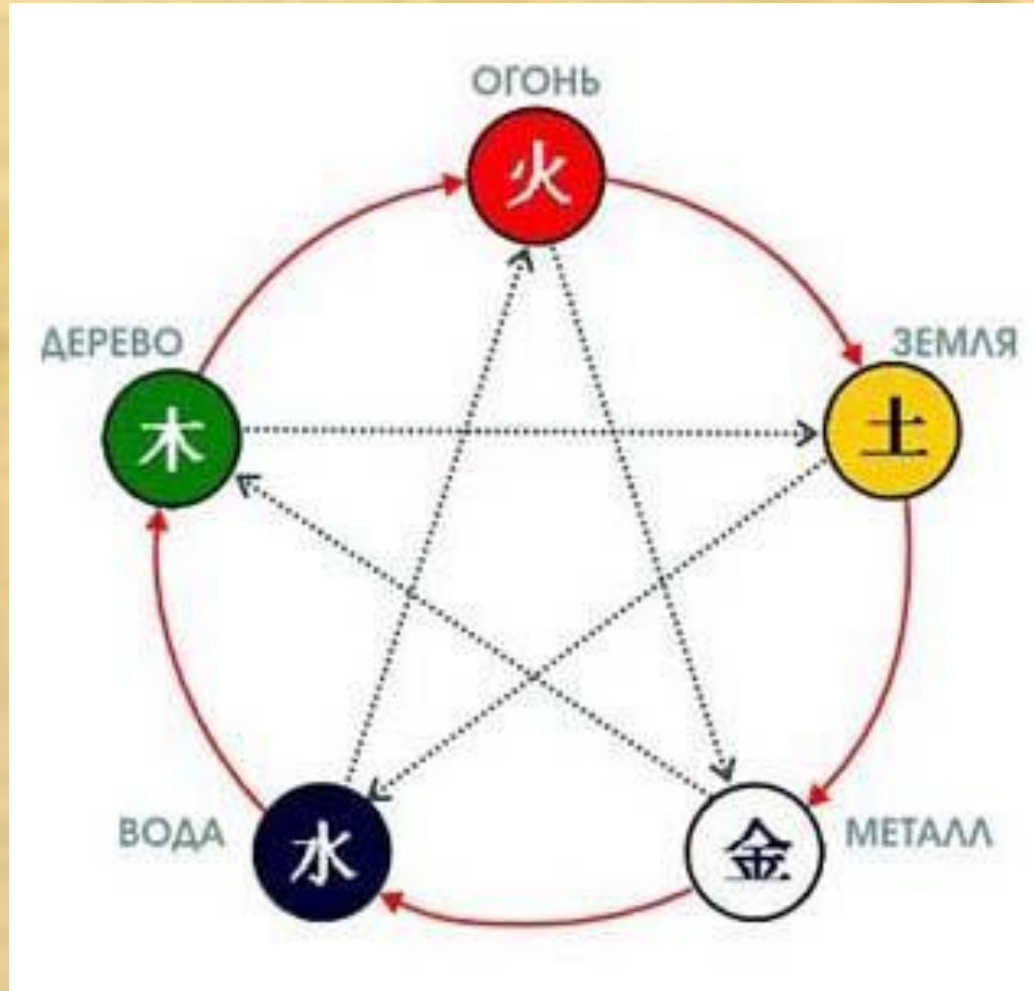 ОГОНЬ
火
ДЕРЕВО
ЗЕМЛЯ
木
土
ВОДА
水
金
МЕТАЛЛ